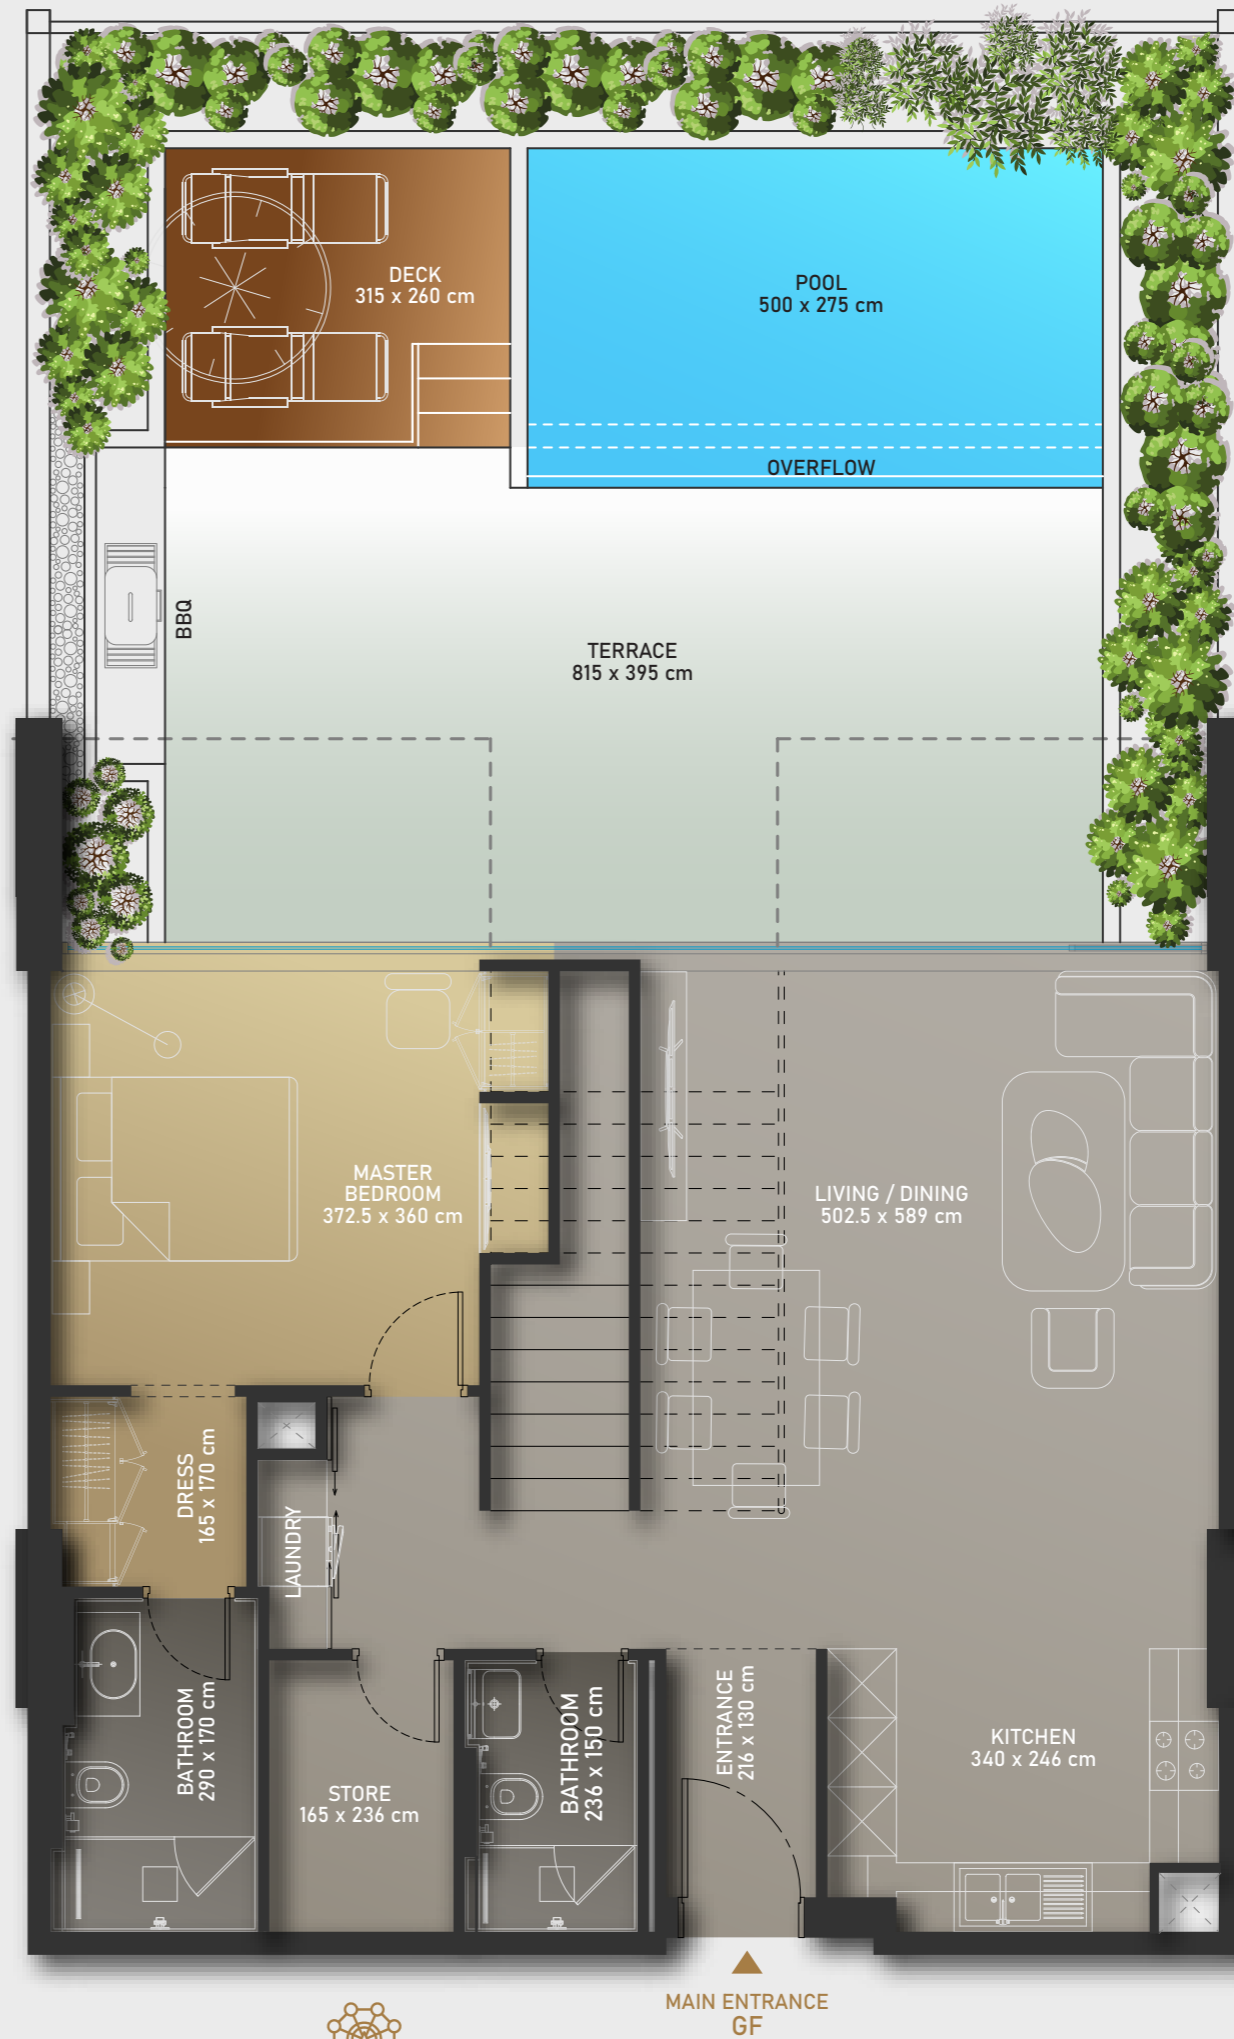 DECK
315 x 260 cm
POOL
500 x 275 cm
OVERFLOW
BBQ
TERRACE
815 x 395 cm
MASTER
BEDROOM
372.5 x 360 cm
LIVING / DINING
502.5 x 589 cm
DRESS
165 x 170 cm
LAUNDRY
BATHROOM
290 x 170 cm
STORE
165 x 236 cm
BATHROOM
236 x 150 cm
ENTRANCE
216 x 130 cm
KITCHEN
340 x 246 cm
MAIN ENTRANCE
GF